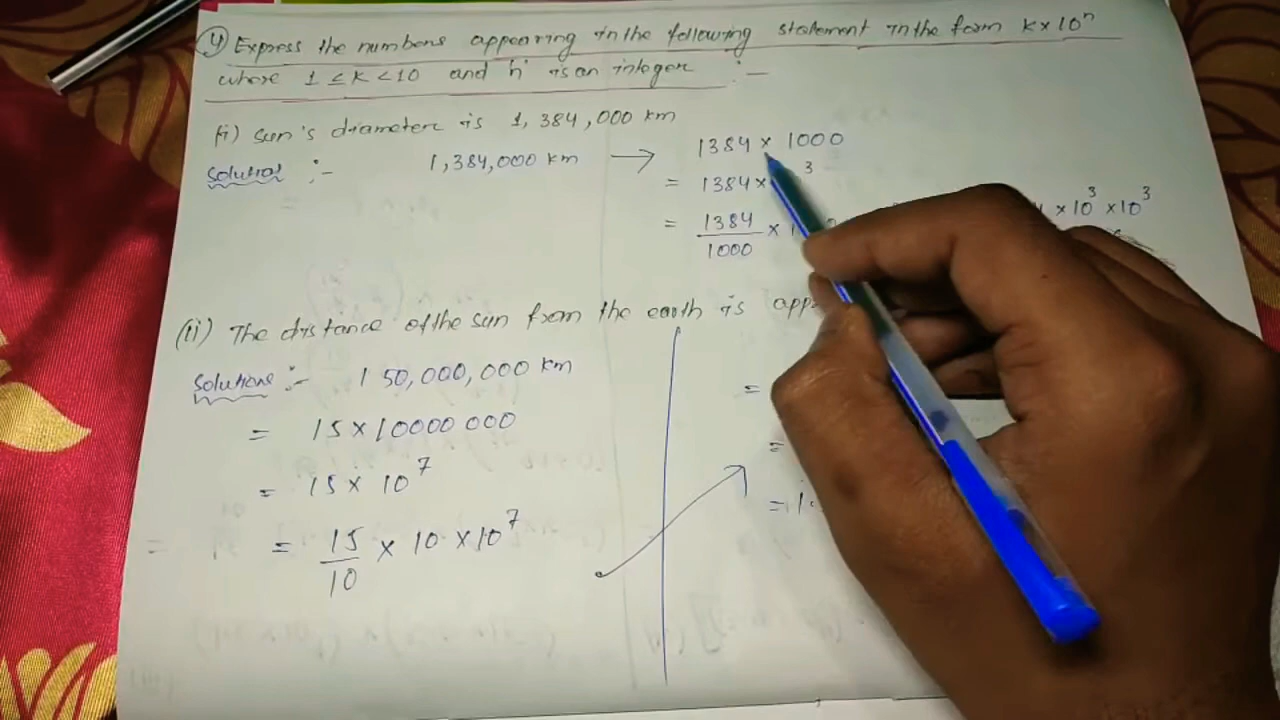 4) Express the numbers appearing in the following statement in the form K×10ⁿ
where 1 ≤ K < 10 and 'n' is an integer :-
(i) Sun's diameter is 1,384,000 km
Solution :- 1,384,000 km → 1384 × 1000
= 1384 × ³
= 1384/1000 × × 10³ × 10³
(ii) The distance of the sun from the earth is
Solutions :- 150,000,000 km
= 15 × 10000000
= 15 × 10⁷
= 15/10 × 10 × 10⁷